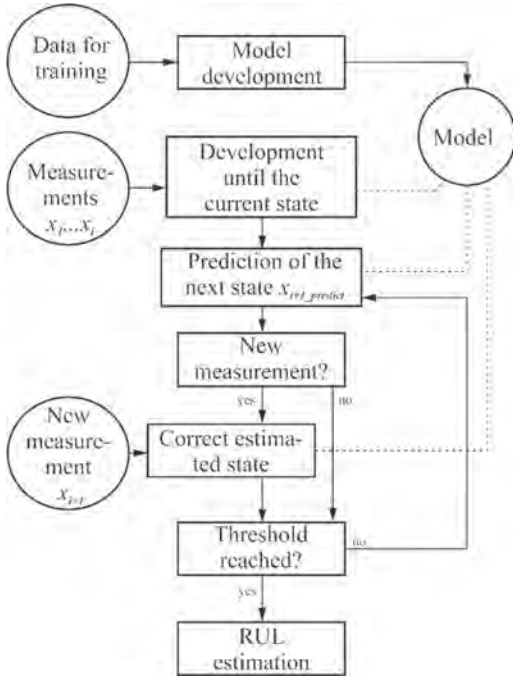 Data for
training
Model
development
Model
Measure-
ments
x₁...xᵢ
Development
until the
current state
Prediction of the
next state xᵢ₊₁_predict
New
measurement?
yes
no
New
measure-
ment
xᵢ₊₁
Correct estima-
ted state
Threshold
reached?
no
yes
RUL
estimation